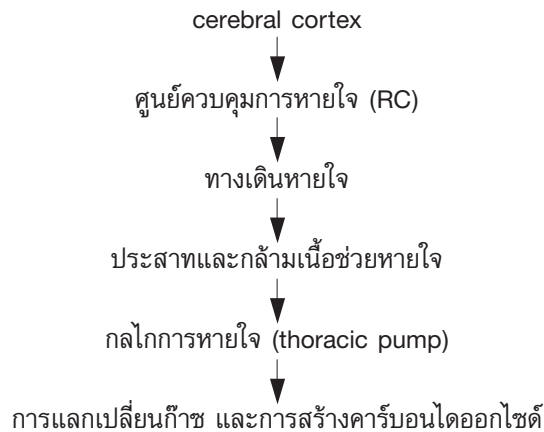 cerebral cortex
ศูนย์ควบคุมการหายใจ (RC)
ทางเดินหายใจ
ประสาทและกล้ามเนื้อช่วยหายใจ
กลไกการหายใจ (thoracic pump)
การแลกเปลี่ยนก๊าซ และการสร้างคาร์บอนไดออกไซด์